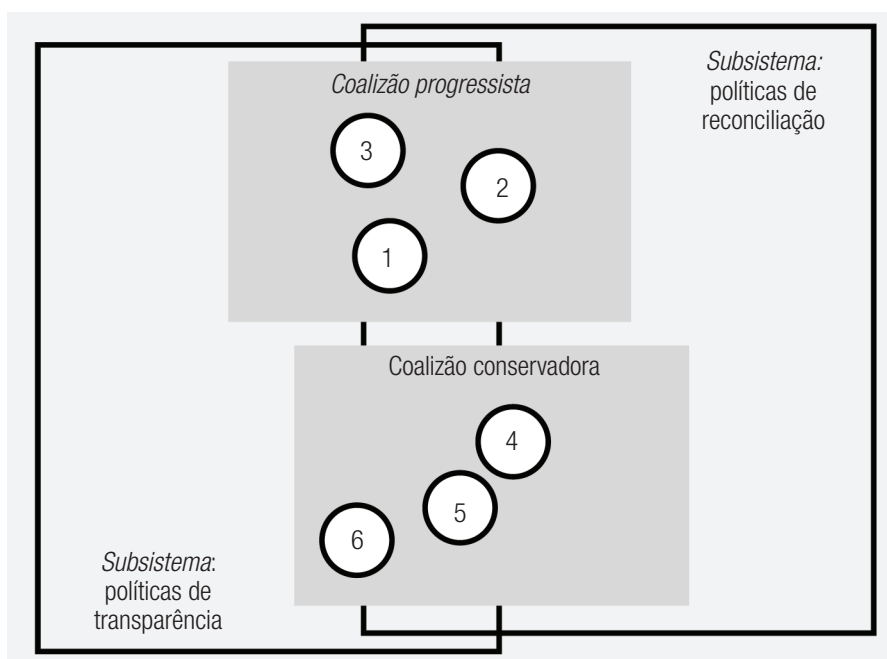 Subsistema:
políticas de
reconciliação
Coalizão progressista
3
2
1
Coalizão conservadora
4
5
6
Subsistema:
políticas de
transparência